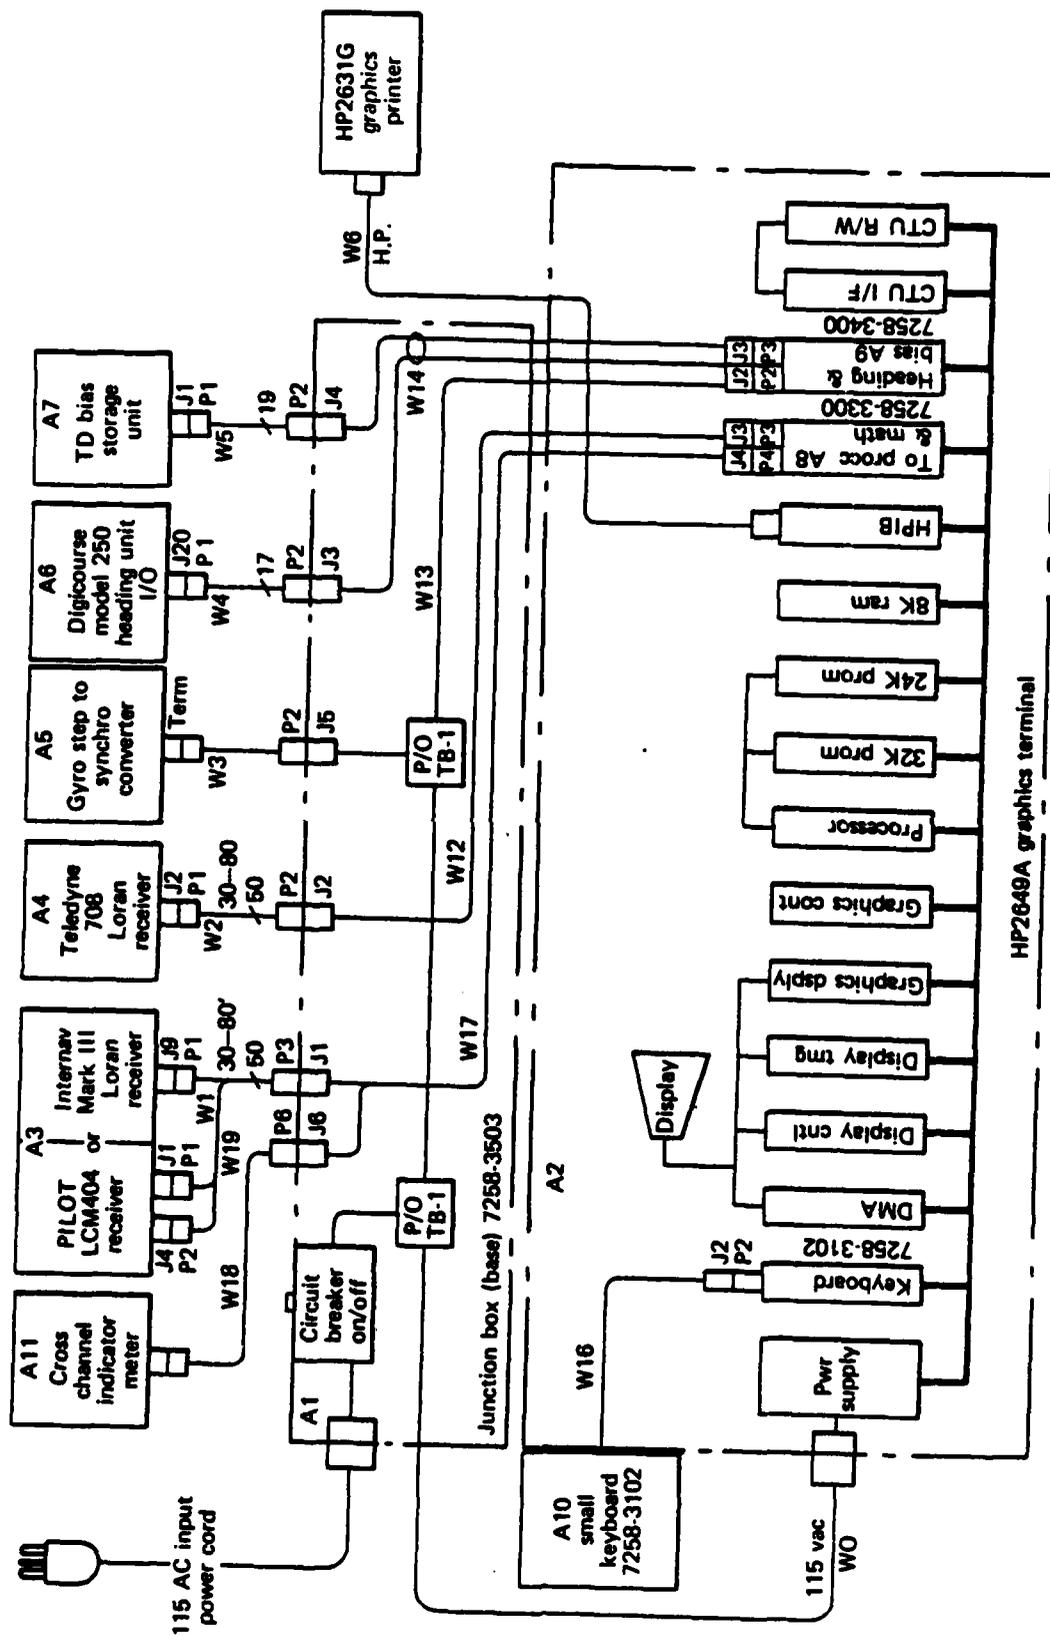 115 AC input
power cord
A11
Cross
channel
indicator
meter
A3
PILOT
LCM404
receiver
or
Internav
Mark III
Loran
receiver
J4
P2
J1
P1
J9
P1
W1
W19
30—80'
50
W18
P6
J6
P3
J1
A4
Teledyne
708
Loran
receiver
J2
P1
W2
30—80
50
P2
J2
A5
Gyro step to
synchro
converter
Term
W3
P2
J5
A6
Digicourse
model 250
heading unit
I/O
J20
P1
W4
17
P2
J3
A7
TD bias
storage
unit
J1
P1
W5
19
P2
J4
HP2631G
graphics
printer
W6
H.P.
A1
Circuit
breaker
on/off
P/O
TB-1
P/O
TB-1
W17
W12
W13
W14
Junction box (base) 7258-3503
A2
A10
small
keyboard
7258-3102
W16
115 vac
WO
Pwr
supply
J2
P2
Keyboard
7258-3102
DMA
Display cntl
Display tmg
Graphics dsply
Display
Graphics cont
Processor
32K prom
24K prom
8K ram
HPIB
J4
J3
P4
P3
To procc A8
& math
7258-3300
J2
J3
P2
P3
Heading &
bias A9
7258-3400
CTU I/F
CTU R/W
HP2649A graphics terminal